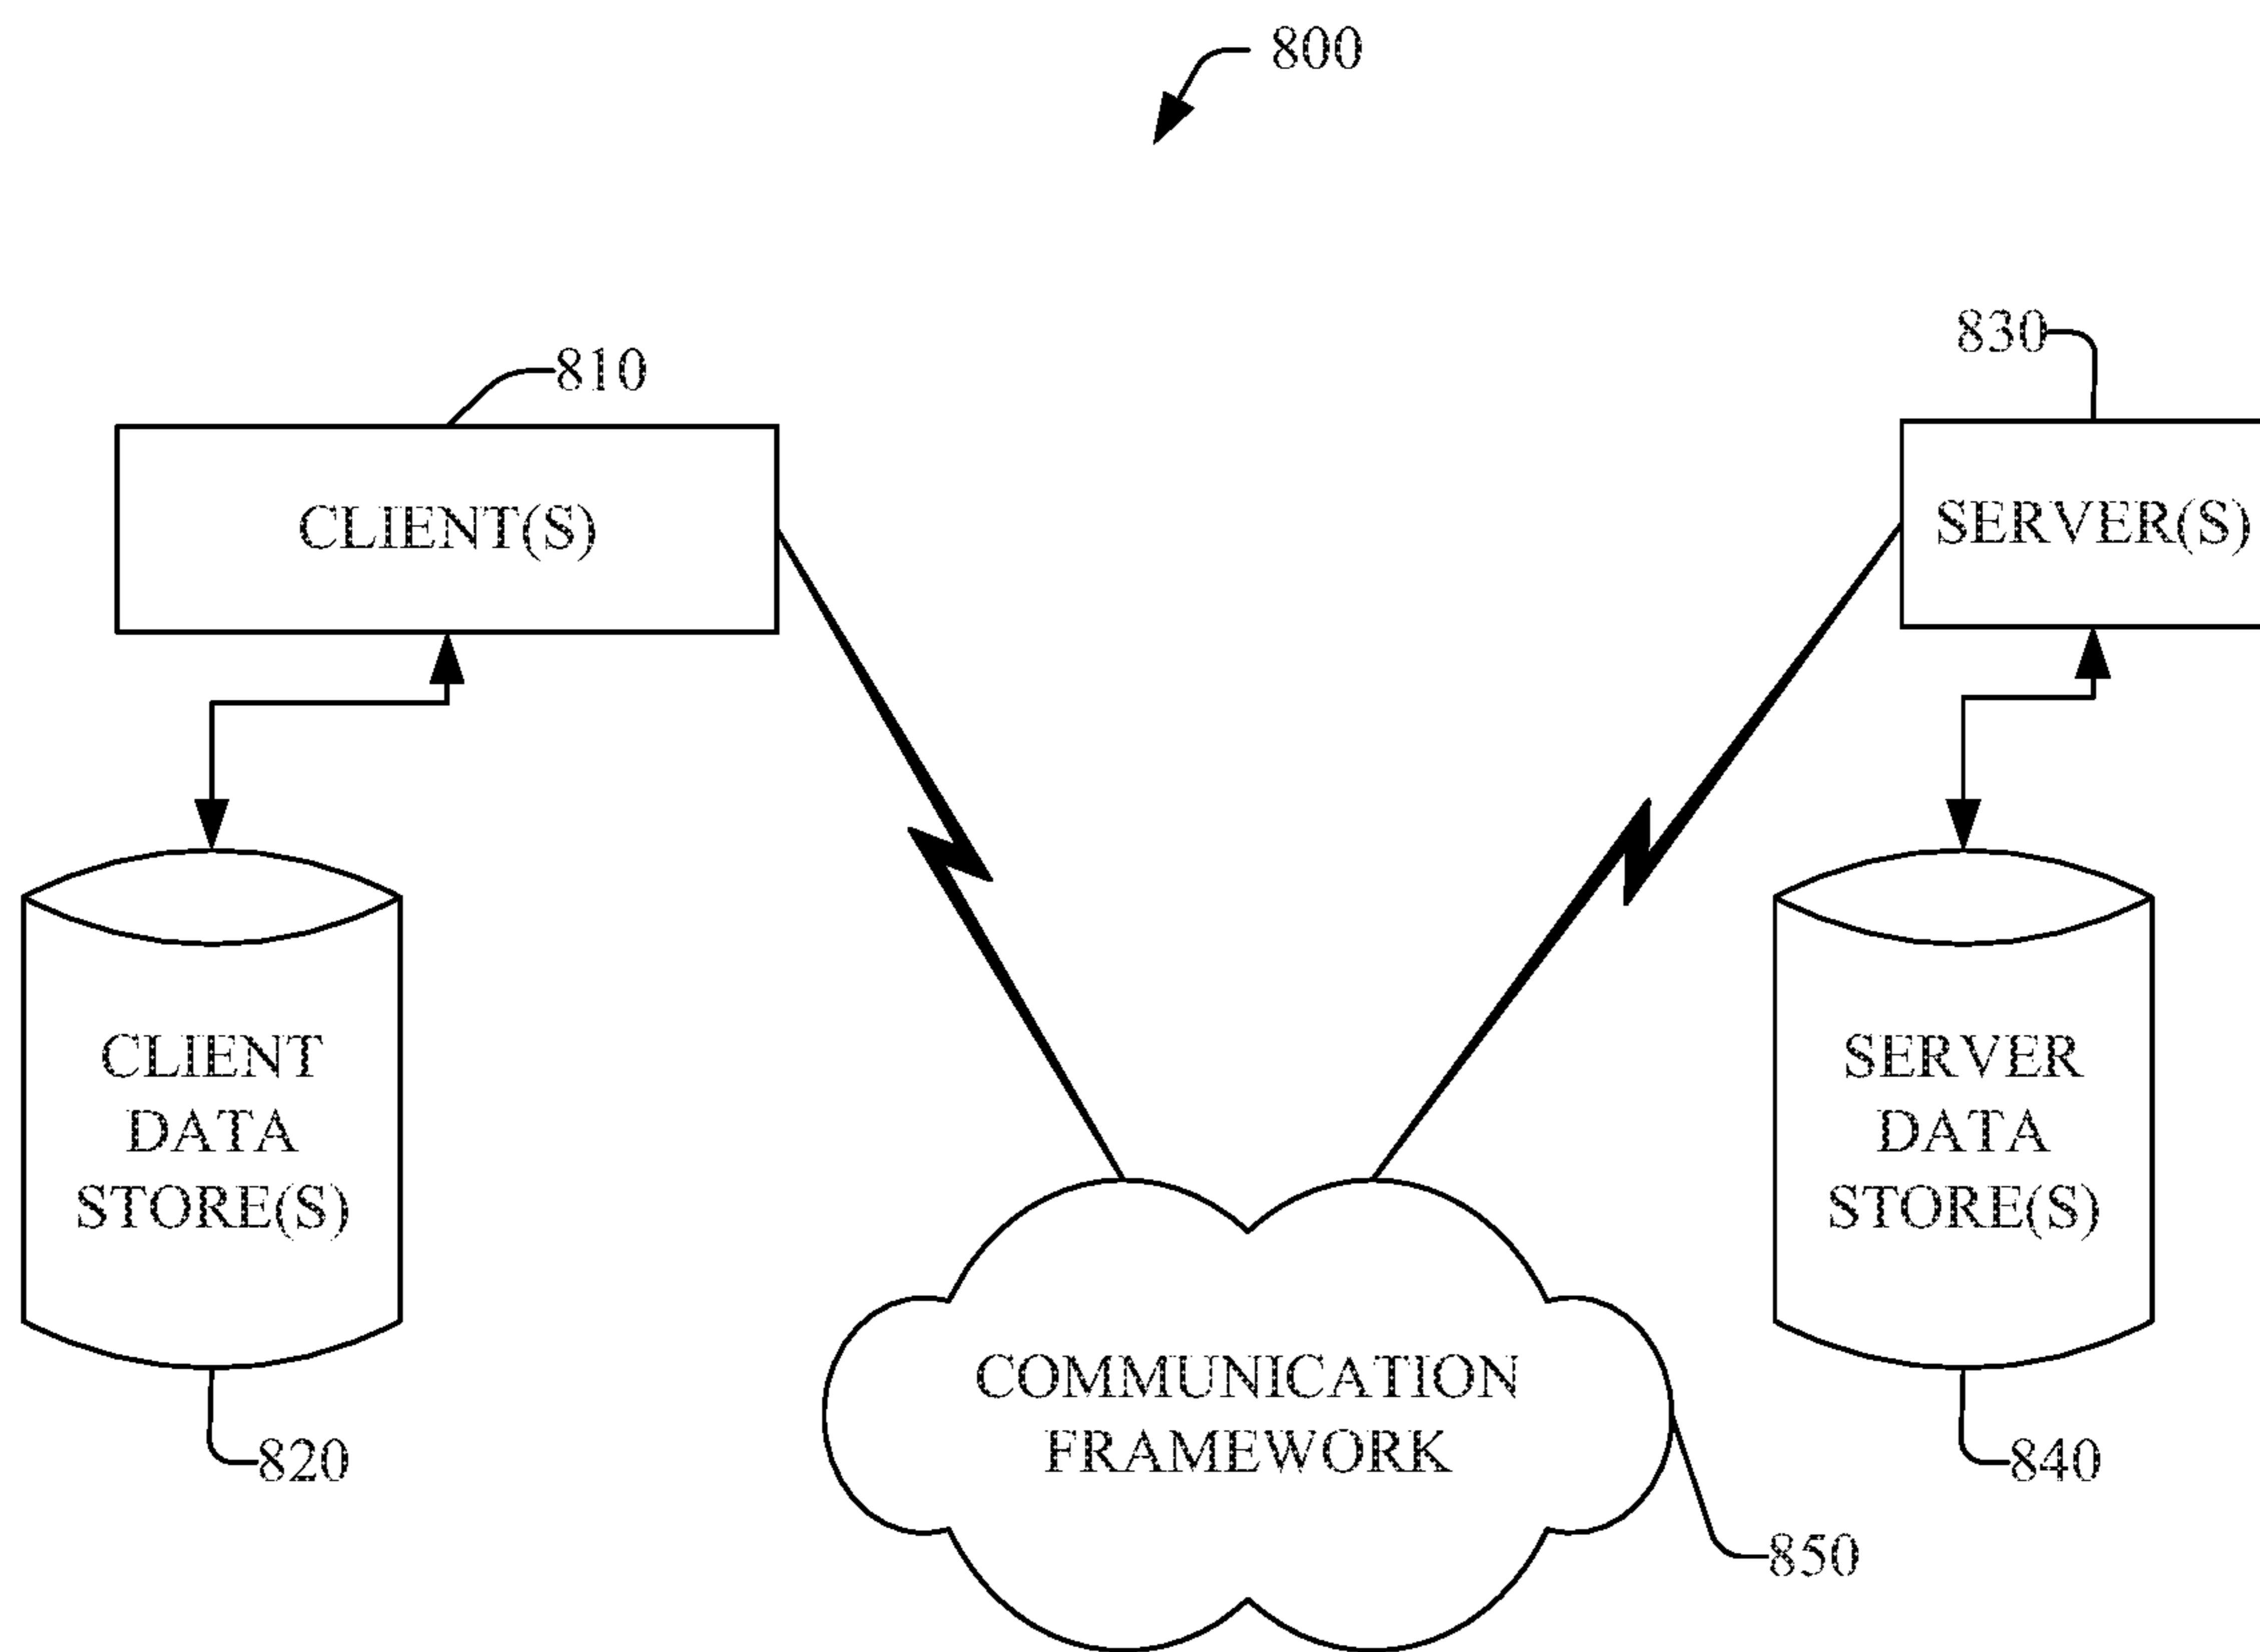 800
810
830
CLIENT(S)
SERVER(S)
CLIENT
DATA
STORE(S)
SERVER
DATA
STORE(S)
COMMUNICATION
FRAMEWORK
820
840
850